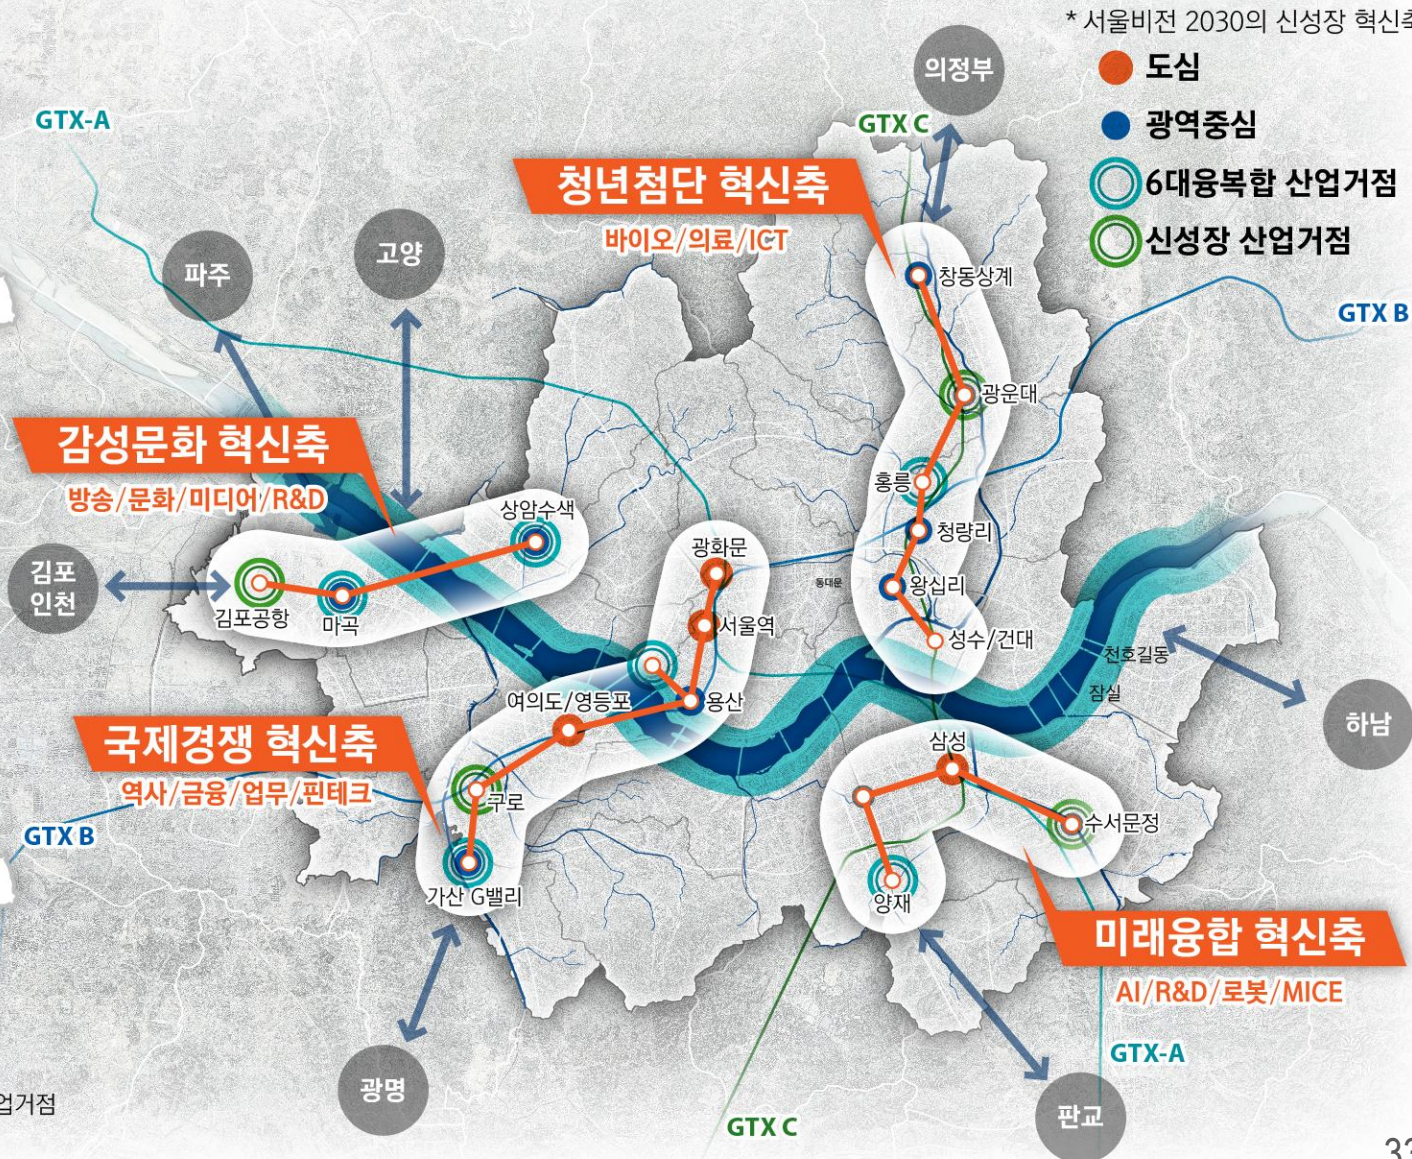 * 서울비전 2030의 신성장 혁신축
도심
광역중심
6대융복합 산업거점
신성장 산업거점
의정부
GTX-A
GTX C
청년첨단 혁신축
바이오/의료/ICT
고양
파주
창동상계
GTX B
광운대
감성문화 혁신축
방송/문화/미디어/R&D
홍릉
상암수색
청량리
광화문
김포
인천
동대문
왕십리
김포공항
마곡
서울역
성수/건대
천호길동
잠실
여의도/영등포
용산
하남
국제경쟁 혁신축
역사/금융/업무/핀테크
삼성
구로
수서문정
GTX B
가산 G밸리
양재
미래융합 혁신축
AI/R&D/로봇/MICE
GTX-A
광명
업거점
판교
GTX C
33